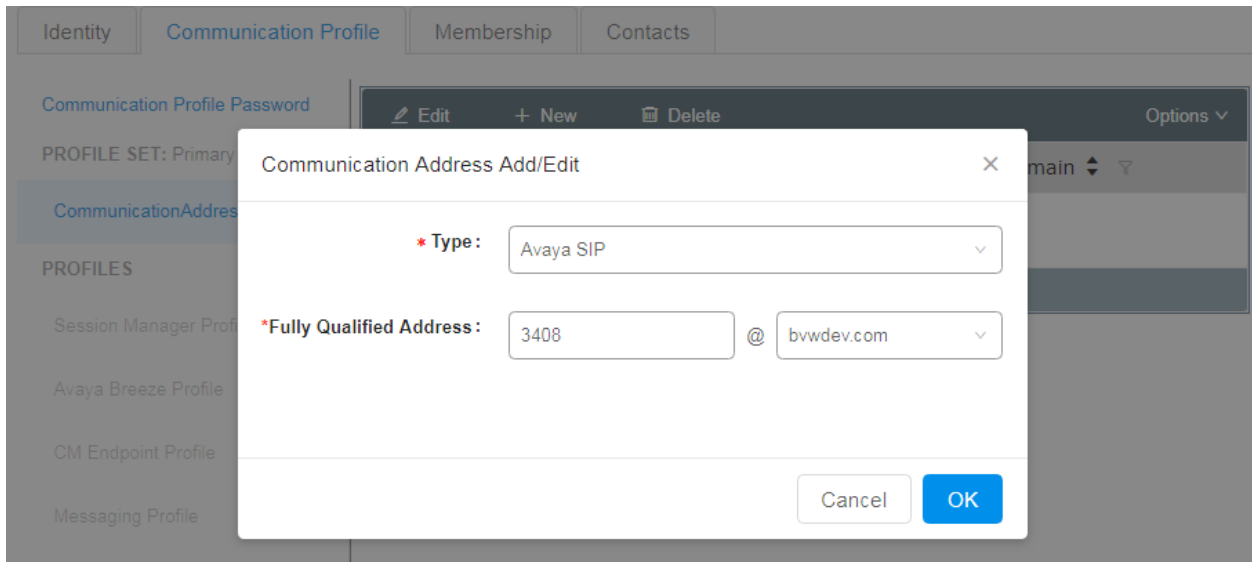 Identity Communication Profile Membership Contacts
Communication Profile Password
Edit + New Delete Options
PROFILE SET: Primary
Communication Address Add/Edit ×
main
CommunicationAddres
* Type : Avaya SIP
PROFILES
Session Manager Profi
*Fully Qualified Address : 3408 @ bvwdev.com
Avaya Breeze Profile
CM Endpoint Profile
Messaging Profile
Cancel OK